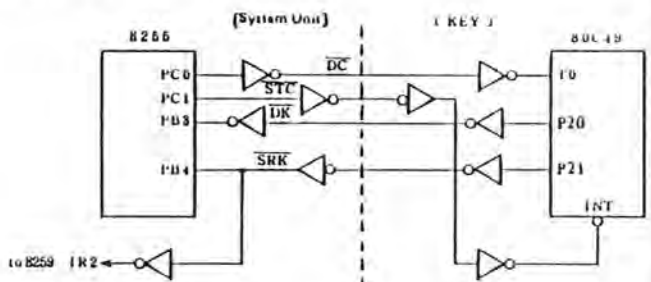 (System Unit) ( KEY )
8255 80C49
PC0 DC T0
PC1 STC
PB3 DK P20
PB4 SRK P21
INT
to 8259 IR2